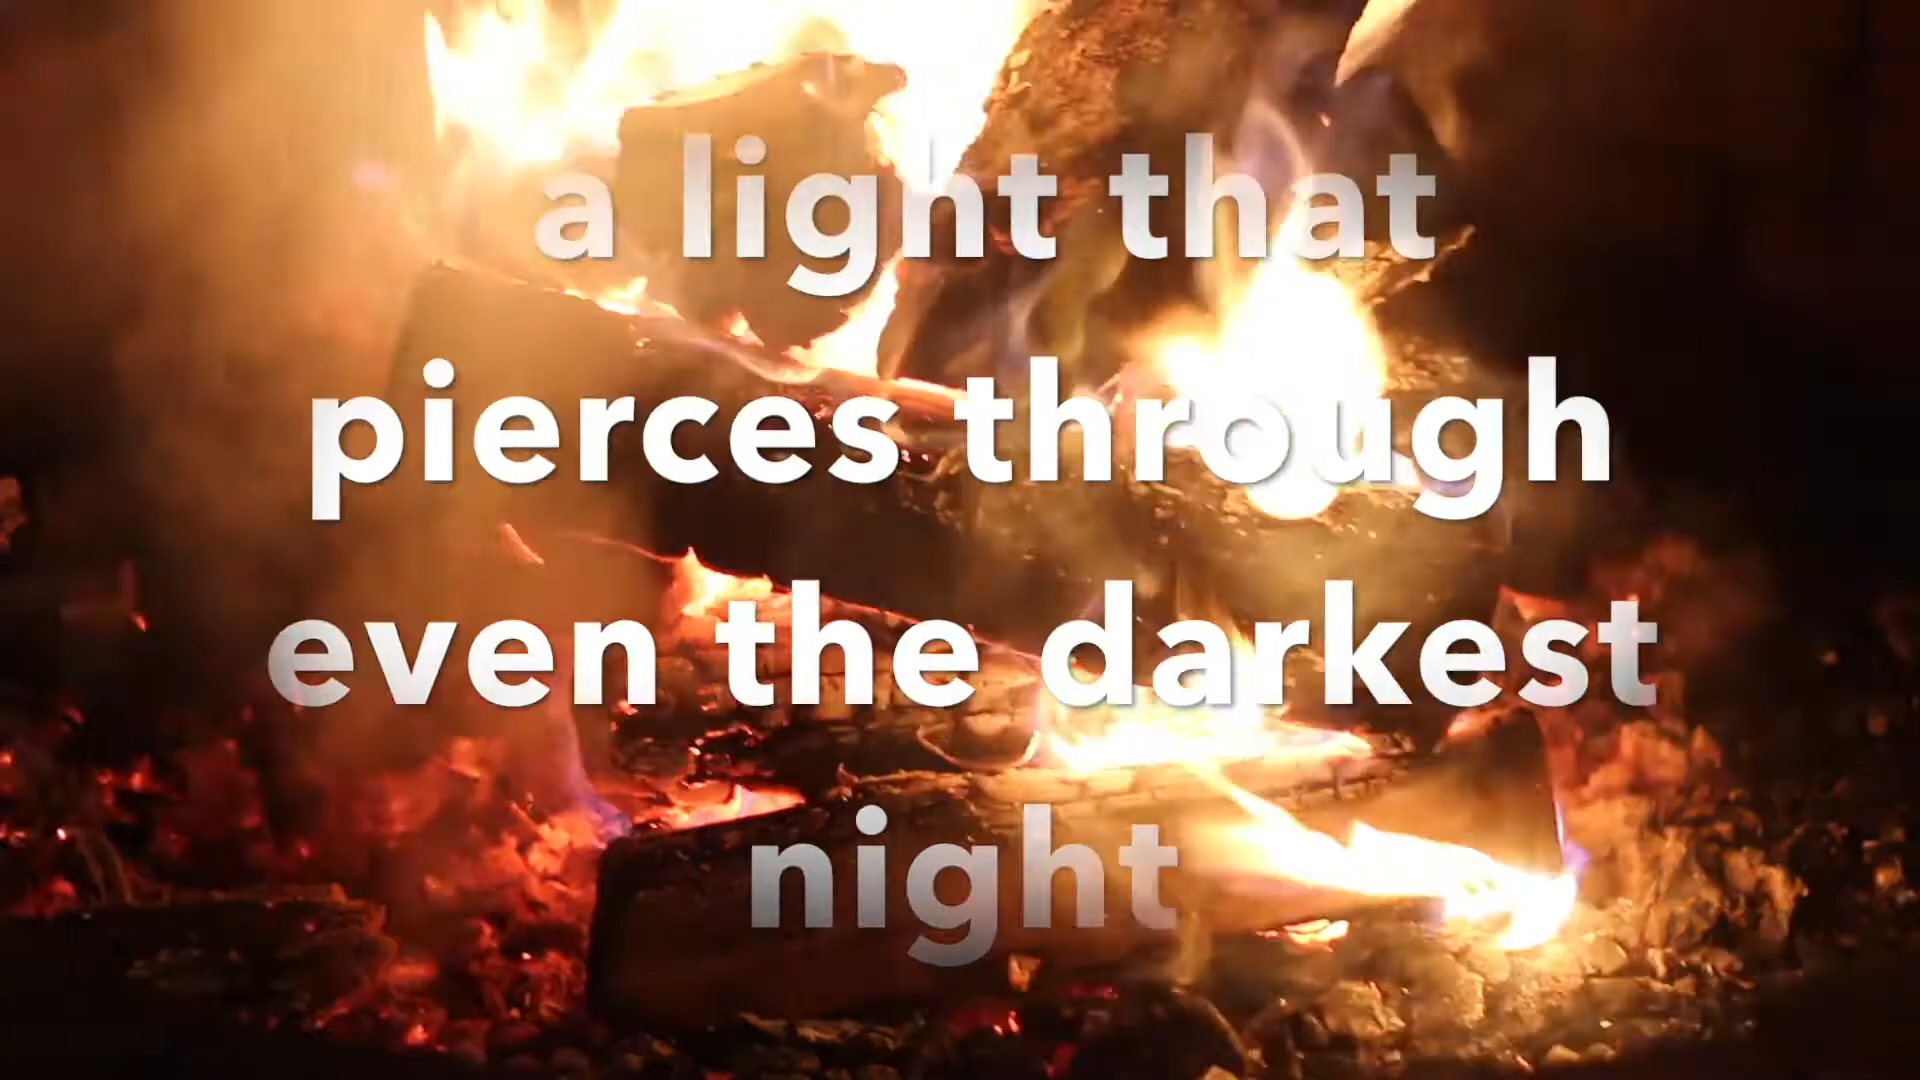 a light that
pierces through
even the darkest
night